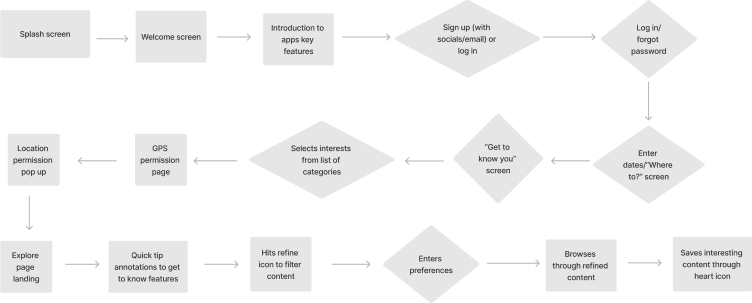 Splash screen
Welcome screen
Introduction to
apps key
features
Sign up (with
socials/email) or
log in
Log in/
forgot
password
Enter
dates/"Where
to?" screen
"Get to
know you"
screen
Selects interests
from list of
categories
GPS
permission
page
Location
permission
pop up
Explore
page
landing
Quick tip
annotations to get
to know features
Hits refine
icon to filter
content
Enters
preferences
Browses
through refined
content
Saves interesting
content through
heart icon